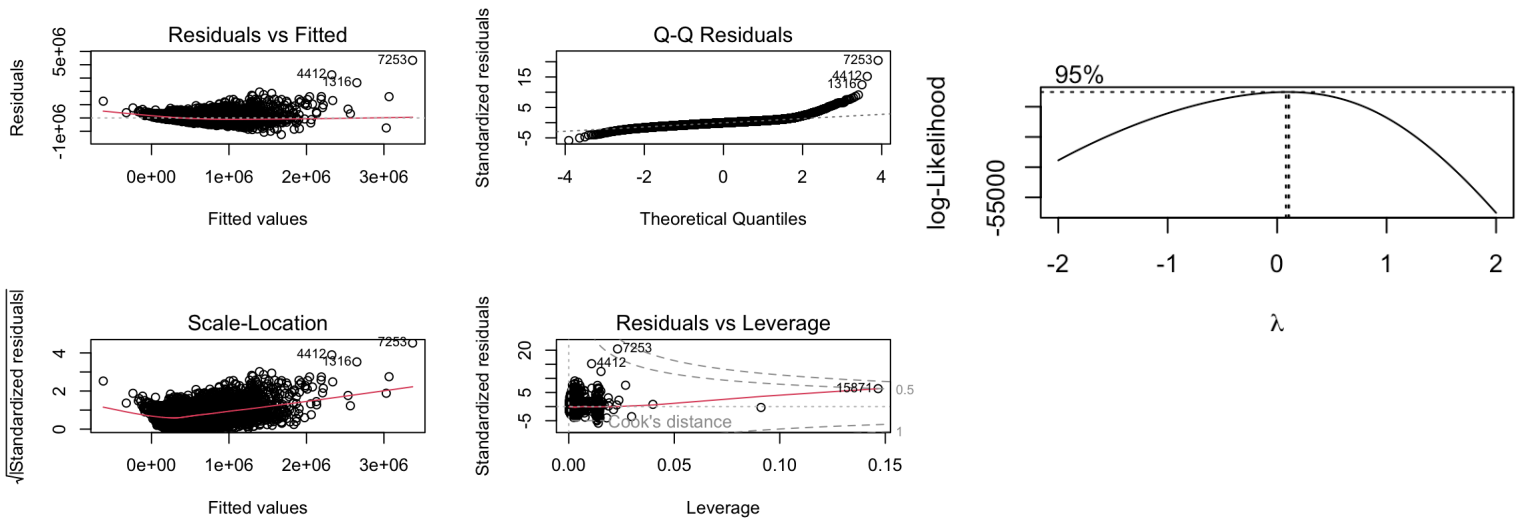 Residuals vs Fitted
Residuals
5e+06
-1e+06
7253
4412
1316
0e+00 1e+06 2e+06 3e+06
Fitted values
Q-Q Residuals
Standardized residuals
15
5
-5
7253
4412
1316
-4 -2 0 2 4
Theoretical Quantiles
95%
log-Likelihood
-55000
-2 -1 0 1 2
λ
Scale-Location
√|Standardized residuals|
4
2
0
7253
4412
1316
0e+00 1e+06 2e+06 3e+06
Fitted values
Residuals vs Leverage
Standardized residuals
20
5
-5
7253
4412
15871
0.5
1
Cook's distance
0.00 0.05 0.10 0.15
Leverage